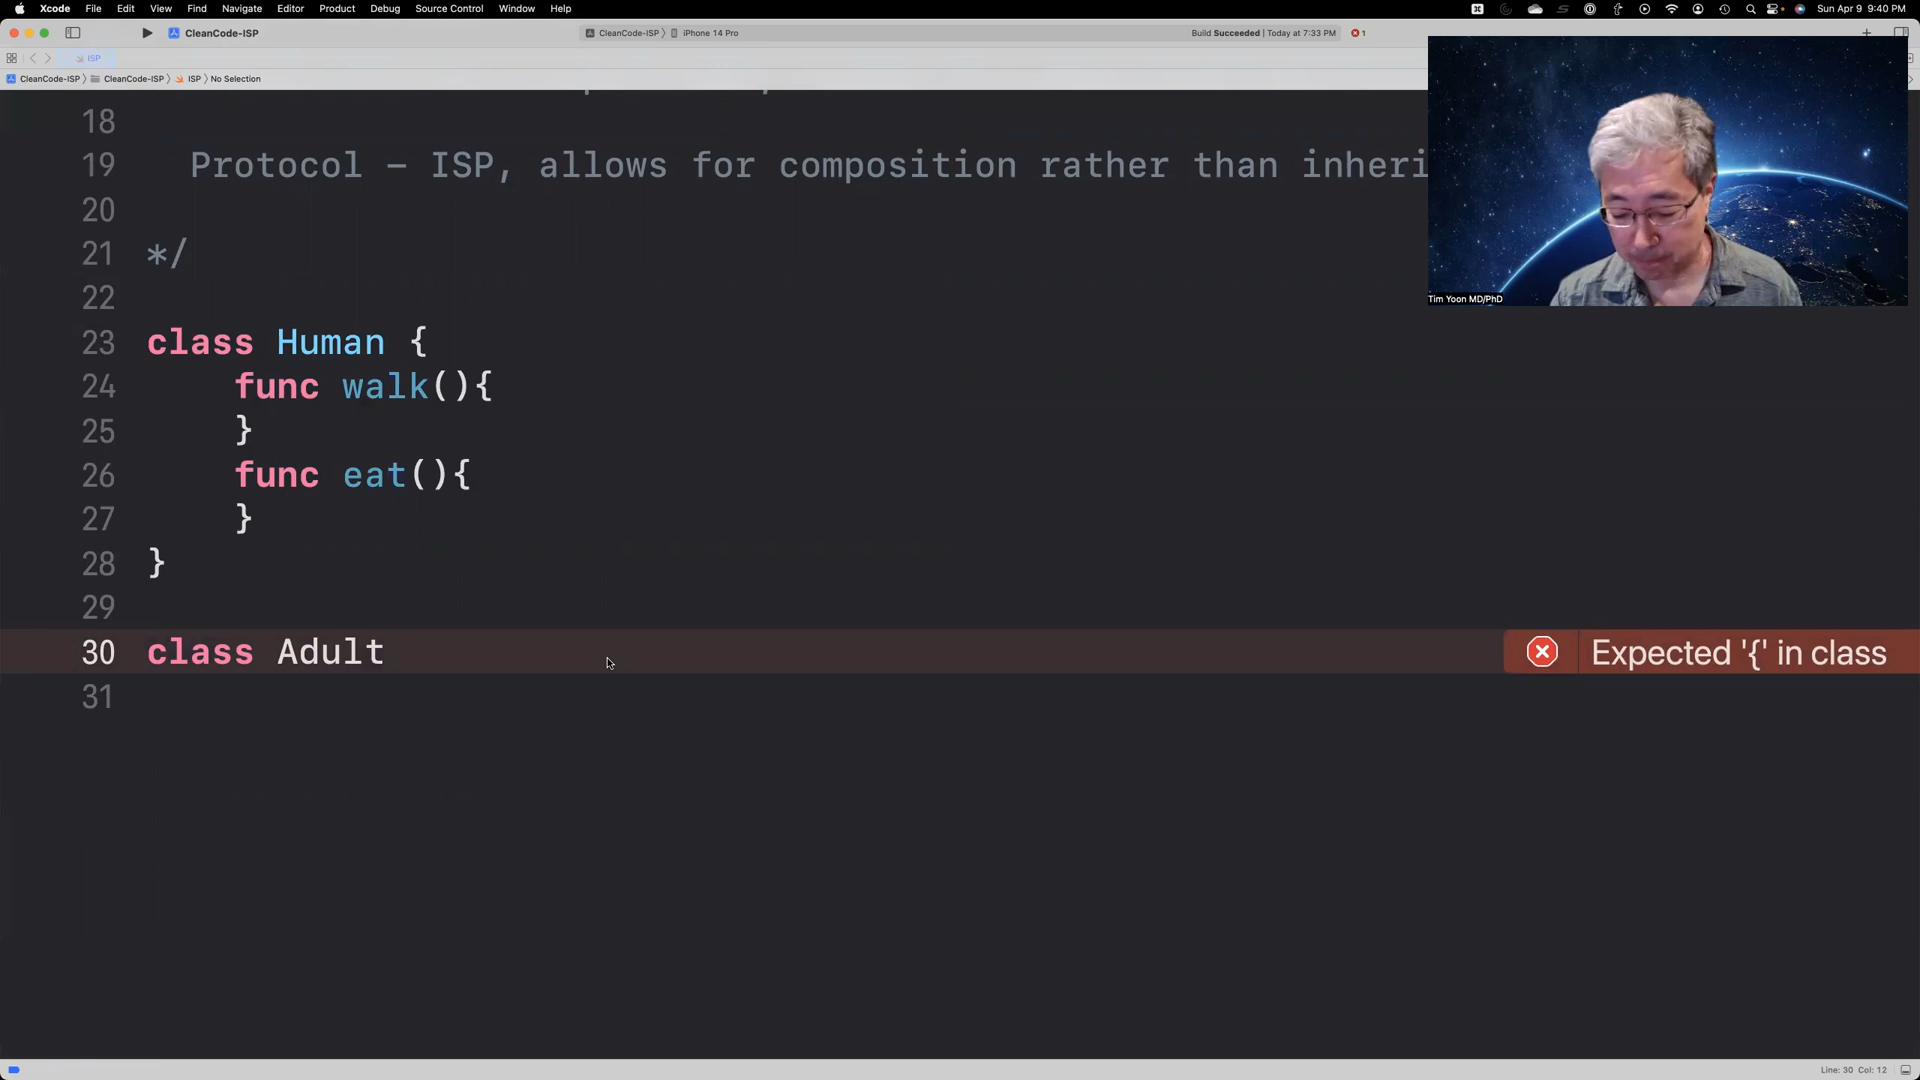 Xcode File Edit View Find Navigate Editor Product Debug Source Control Window Help Sun Apr 9 9:40 PM
CleanCode-ISP CleanCode-ISP 〉 iPhone 14 Pro Build Succeeded | Today at 7:33 PM 1
ISP
CleanCode-ISP 〉 CleanCode-ISP 〉 ISP 〉 No Selection
18
19 Protocol – ISP, allows for composition rather than inheri
20
21 */
22
23 class Human {
24 func walk(){
25 }
26 func eat(){
27 }
28 }
29
30 class Adult Expected '{' in class
31
Tim Yoon MD/PhD
Line: 30 Col: 12